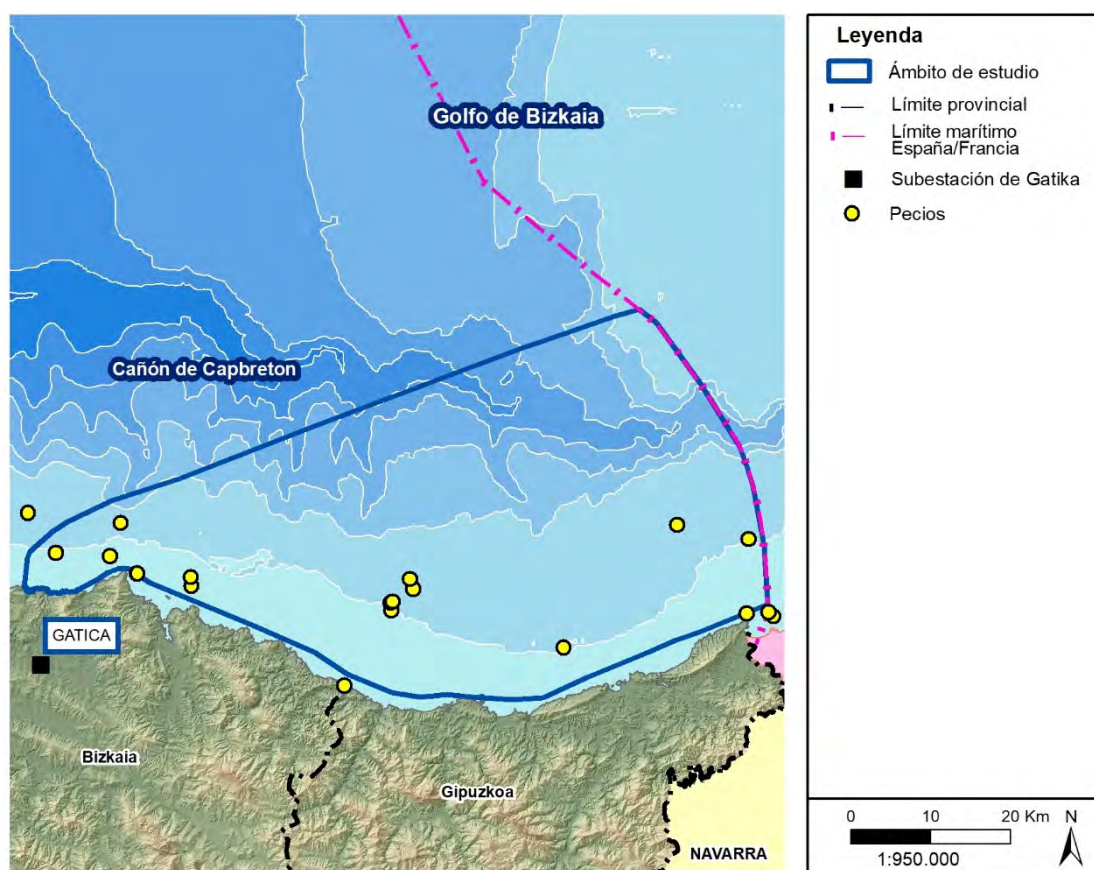 Golfo de Bizkaia
Cañón de Capbreton
GATICA
Bizkaia
Gipuzkoa
NAVARRA
Leyenda
Ámbito de estudio
Límite provincial
Límite marítimo
España/Francia
Subestación de Gatika
Pecios
0 10 20 Km
N
1:950.000